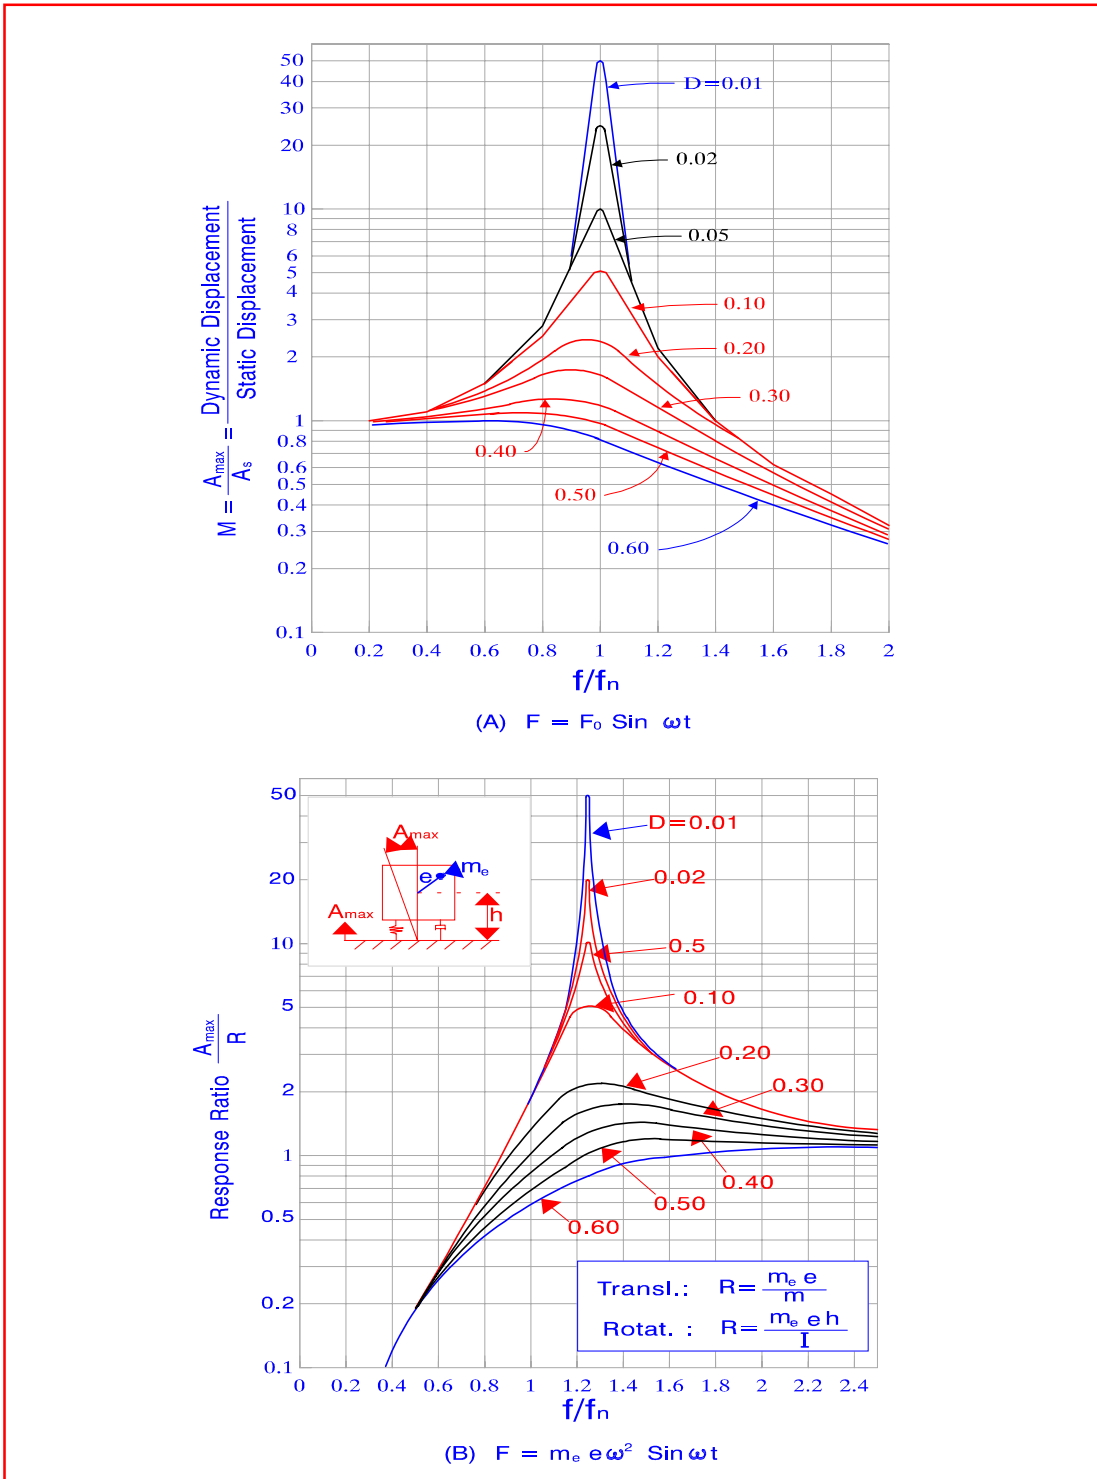 50
40
30
20
10
8
6
5
4
3
2
1
0.8
0.6
0.5
0.4
0.3
0.2
0.1
M = Amax/As = Dynamic Displacement/Static Displacement
D=0.01
0.02
0.05
0.10
0.20
0.30
0.40
0.50
0.60
0 0.2 0.4 0.6 0.8 1 1.2 1.4 1.6 1.8 2
f/fn
(A) F = F₀ Sin ωt
50
20
10
5
2
1
0.5
0.2
0.1
Response Ratio Amax/R
Amax
e
me
Amax
h
D=0.01
0.02
0.5
0.10
0.20
0.30
0.40
0.50
0.60
Transl.: R= me e/m
Rotat. : R= me eh/I
0 0.2 0.4 0.6 0.8 1 1.2 1.4 1.6 1.8 2 2.2 2.4
f/fn
(B) F = me eω² Sin ωt